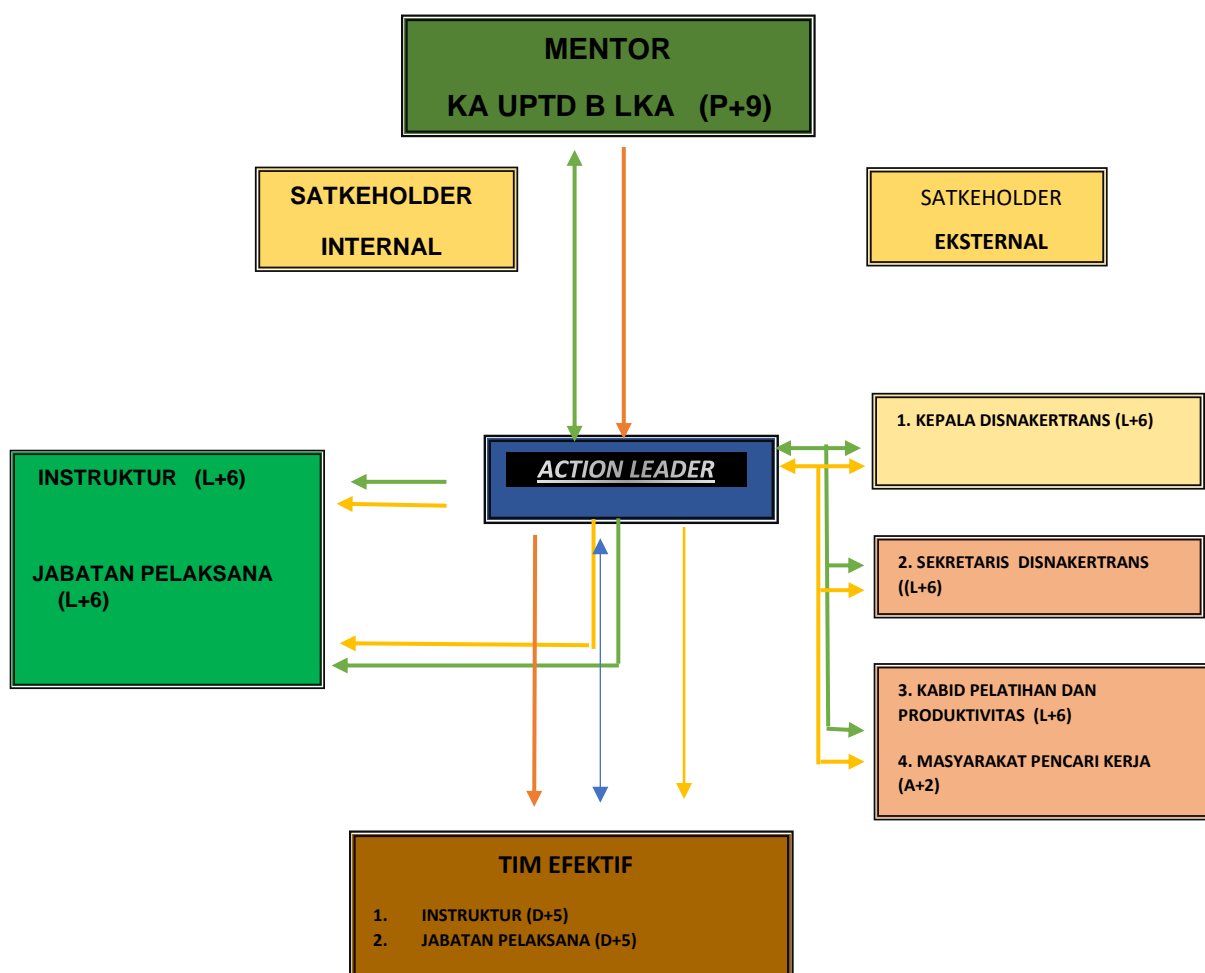 MENTOR
KA UPTD B LKA (P+9)
SATKEHOLDER
INTERNAL
SATKEHOLDER
EKSTERNAL
ACTION LEADER
INSTRUKTUR (L+6)
JABATAN PELAKSANA
(L+6)
1. KEPALA DISNAKERTRANS (L+6)
2. SEKRETARIS DISNAKERTRANS
((L+6)
3. KABID PELATIHAN DAN
PRODUKTIVITAS (L+6)
4. MASYARAKAT PENCARI KERJA
(A+2)
TIM EFEKTIF
1. INSTRUKTUR (D+5)
2. JABATAN PELAKSANA (D+5)